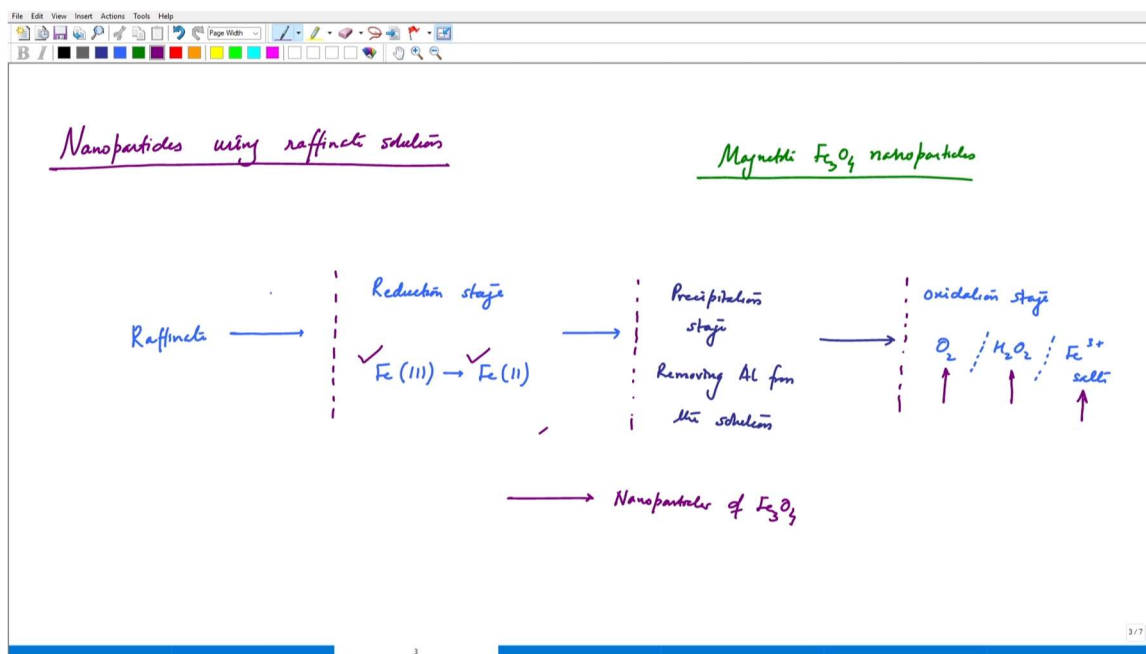 File Edit View Insert Actions Tools Help
Page Width
B I
Nanoparticles using raffinate solutions
Magnetic Fe₃O₄ nanoparticles
Raffinate
Reduction stage
Fe (III) → Fe (II)
Precipitation
stage
Removing Al from
the solution
Oxidation stage
O₂ / H₂O₂ / Fe³⁺
salts
Nanoparticles of Fe₃O₄
3 / 7
3